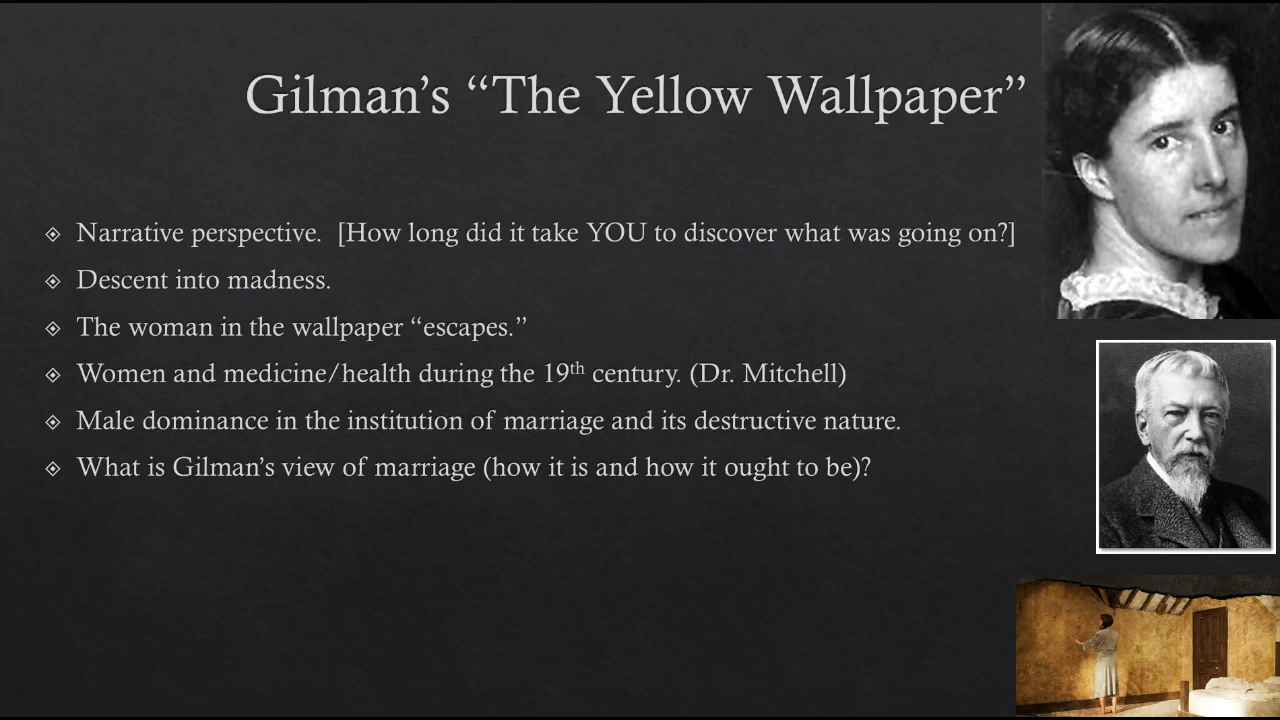 Gilman’s “The Yellow Wallpaper”
Narrative perspective.  [How long did it take YOU to discover what was going on?]
Descent into madness.
The woman in the wallpaper “escapes.”
Women and medicine/health during the 19th century. (Dr. Mitchell)
Male dominance in the institution of marriage and its destructive nature.
What is Gilman’s view of marriage (how it is and how it ought to be)?